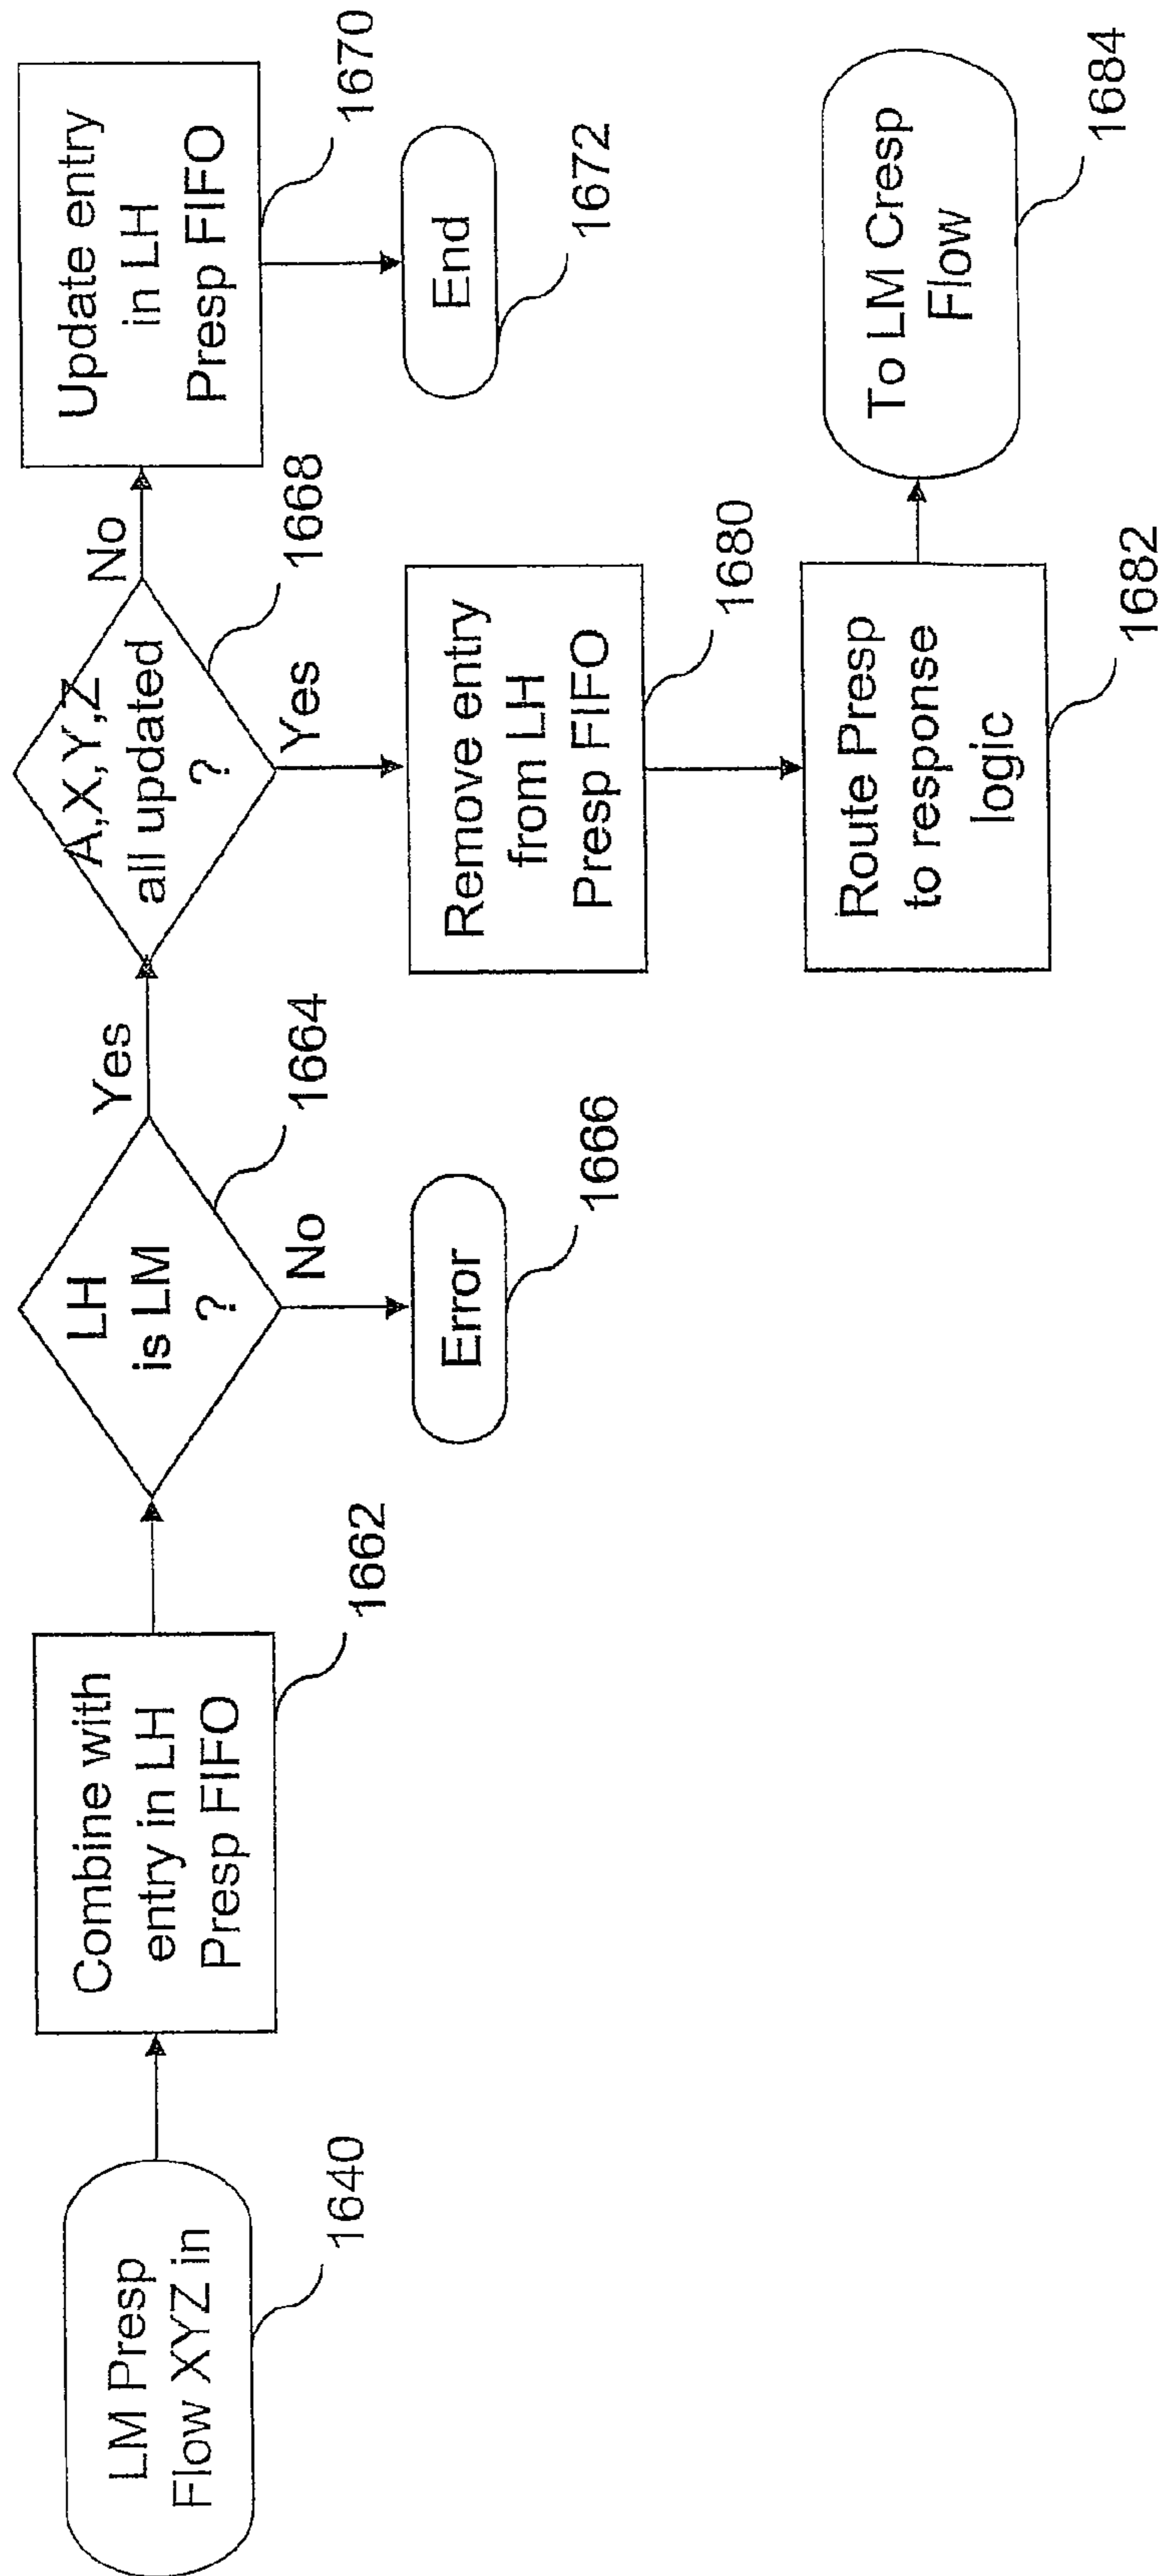 LM Presp
Flow XYZ in
1640
Combine with
entry in LH
Presp FIFO
1662
LH
is LM
?
1664
No
Error
1666
Yes
A,X,Y,Z
all updated
?
1668
No
Update entry
in LH
Presp FIFO
1670
End
1672
Yes
Remove entry
from LH
Presp FIFO
1680
Route Presp
to response
logic
1682
To LM Cresp
Flow
1684